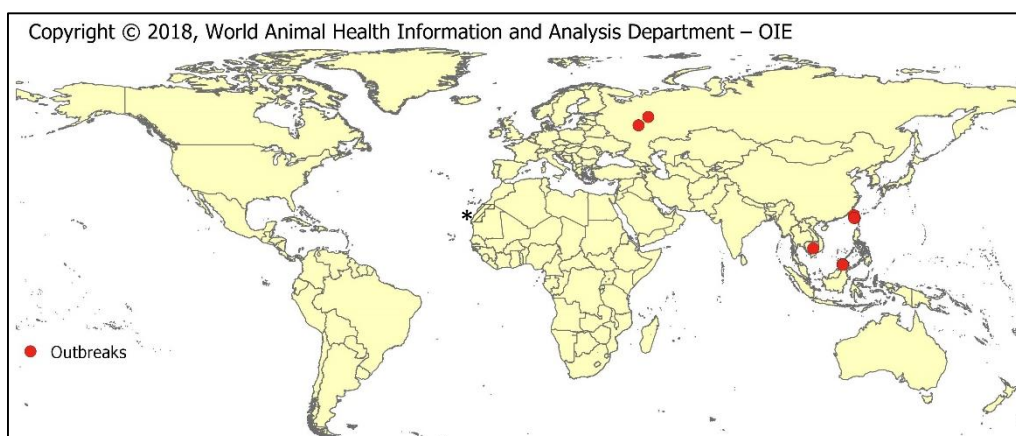 Copyright © 2018, World Animal Health Information and Analysis Department – OIE
*
Outbreaks